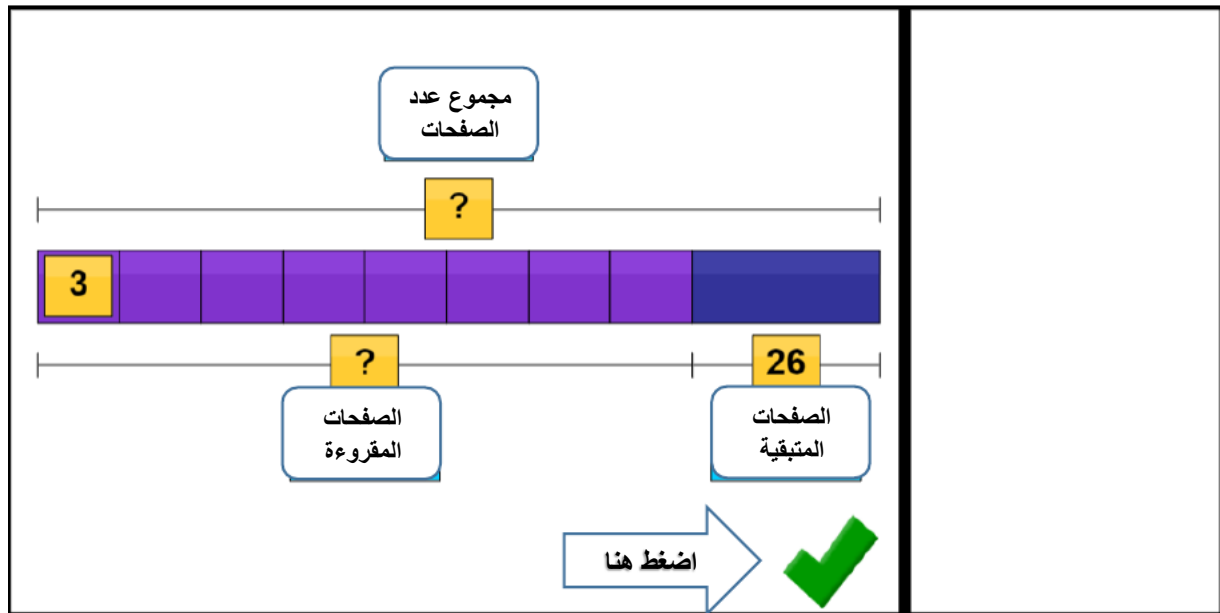 مجموع عدد
الصفحات
?
3
?
26
الصفحات
المقروءة
الصفحات
المتبقية
اضغط هنا